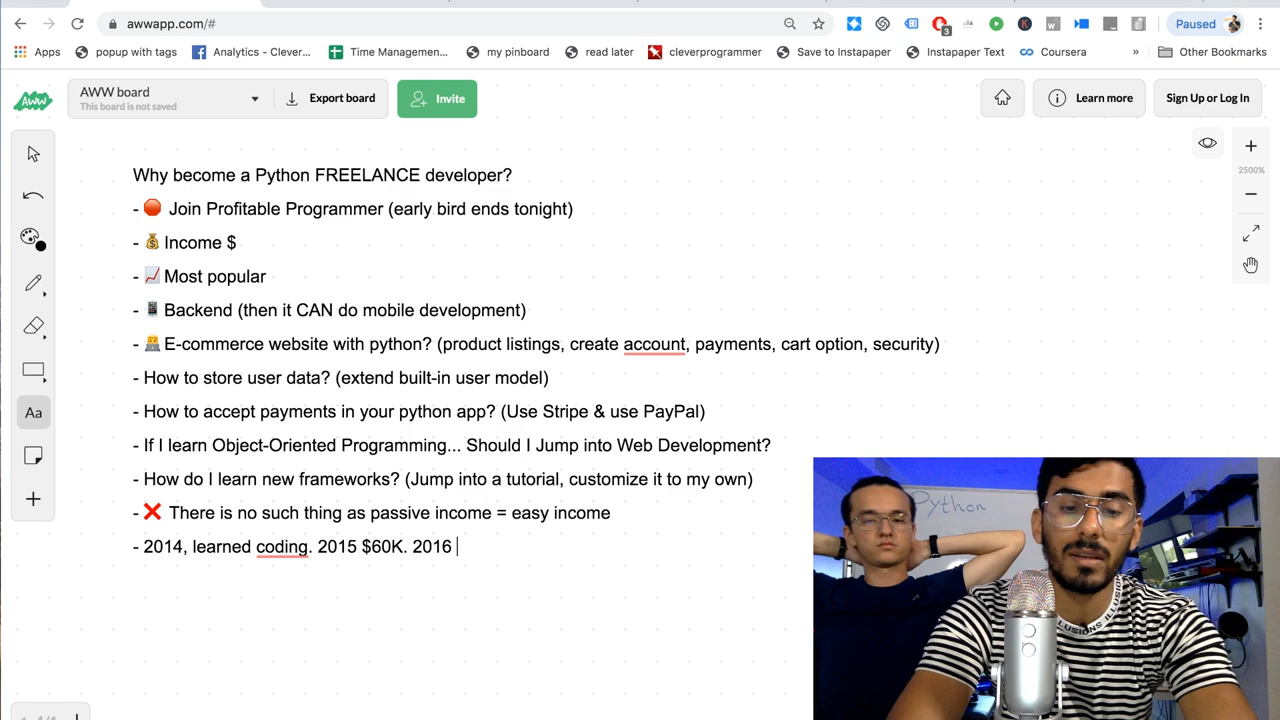 awwapp.com/#
3
Paused
Apps
popup with tags
Analytics - Clever...
Time Managemen...
my pinboard
read later
cleverprogrammer
Save to Instapaper
Instapaper Text
Coursera
»
Other Bookmarks
AWW
AWW board
This board is not saved
Export board
Invite
Learn more
Sign Up or Log In
2500%
Aa
Why become a Python FREELANCE developer?
- 🛑 Join Profitable Programmer (early bird ends tonight)
- 💰 Income $
- 📈 Most popular
- 📱 Backend (then it CAN do mobile development)
- 👨‍💻 E-commerce website with python? (product listings, create account, payments, cart option, security)
- How to store user data? (extend built-in user model)
- How to accept payments in your python app? (Use Stripe & use PayPal)
- If I learn Object-Oriented Programming... Should I Jump into Web Development?
- How do I learn new frameworks? (Jump into a tutorial, customize it to my own)
- ❌ There is no such thing as passive income = easy income
- 2014, learned coding. 2015 $60K. 2016
Python